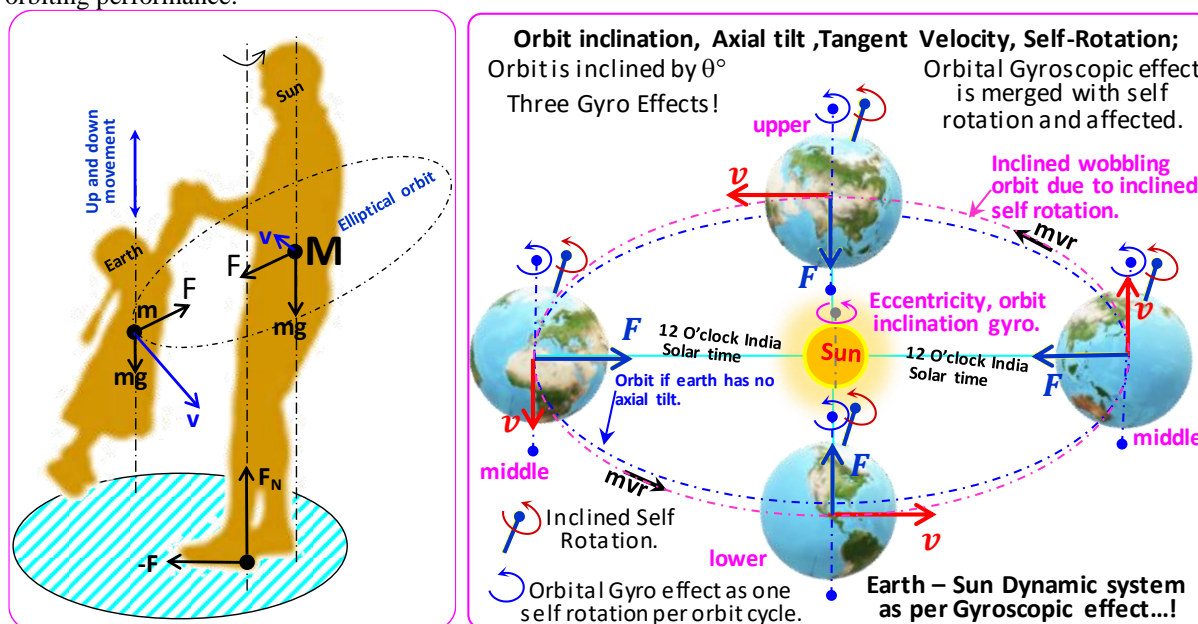 orbiting performance.
Sun
Up and down
movement
Elliptical orbit
Earth
v
M
F
F
m
mg
mg
v
F_N
-F
Orbit inclination, Axial tilt ,Tangent Velocity, Self-Rotation;
Orbit is inclined by θ°
Three Gyro Effects!
Orbital Gyroscopic effect
is merged with self
rotation and affected.
upper
v
Inclined wobbling
orbit due to inclined
self rotation.
mvr
F
v
Eccentricity, orbit
inclination gyro.
F
12 O'clock India
Solar time
Sun
12 O'clock India
Solar time
F
Orbit if earth has no
axial tilt.
v
middle
F
middle
mvr
v
Inclined Self
Rotation.
lower
Orbital Gyro effect as one
self rotation per orbit cycle.
Earth – Sun Dynamic system
as per Gyroscopic effect...!